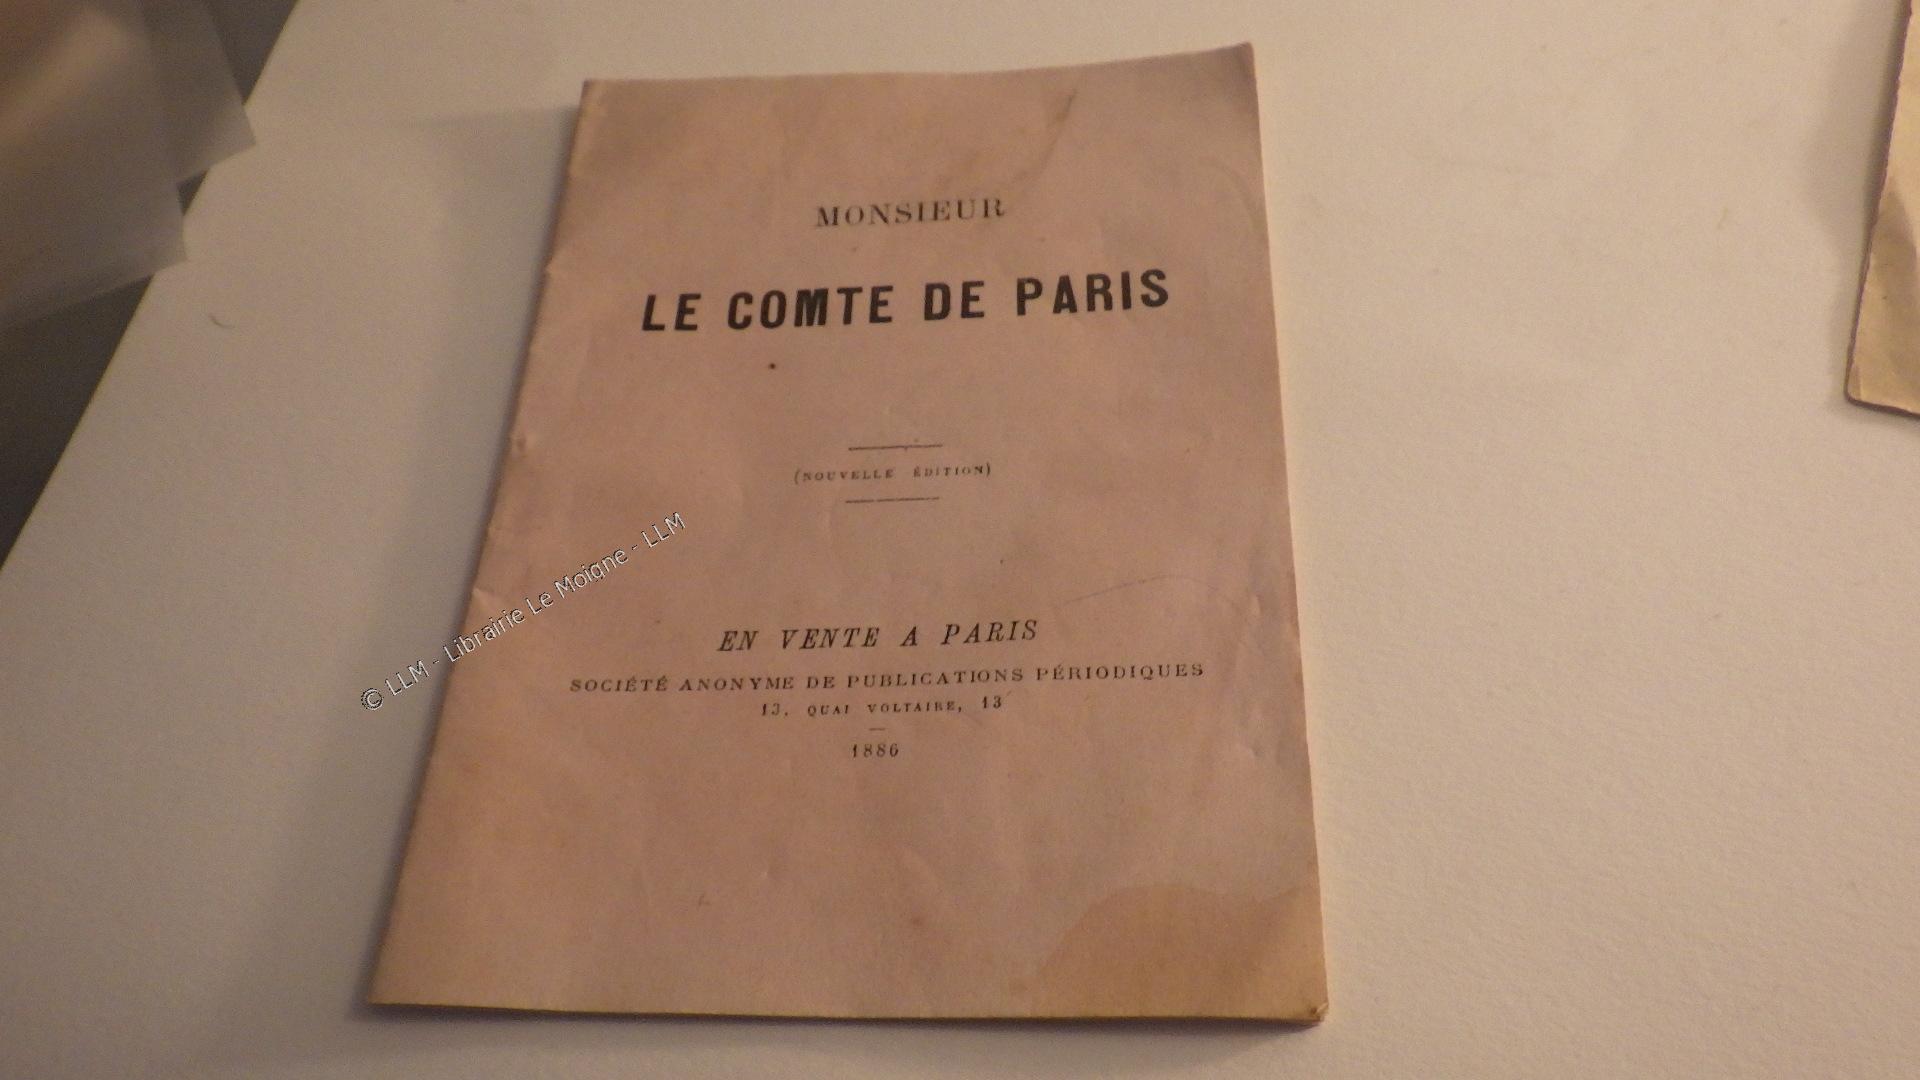 MONSIEUR
LE COMTE DE PARIS
(NOUVELLE ÉDITION)
© LLM - Librairie Le Moigne - LLM
EN VENTE A PARIS
SOCIÉTÉ ANONYME DE PUBLICATIONS PÉRIODIQUES
13, QUAI VOLTAIRE, 13
1886